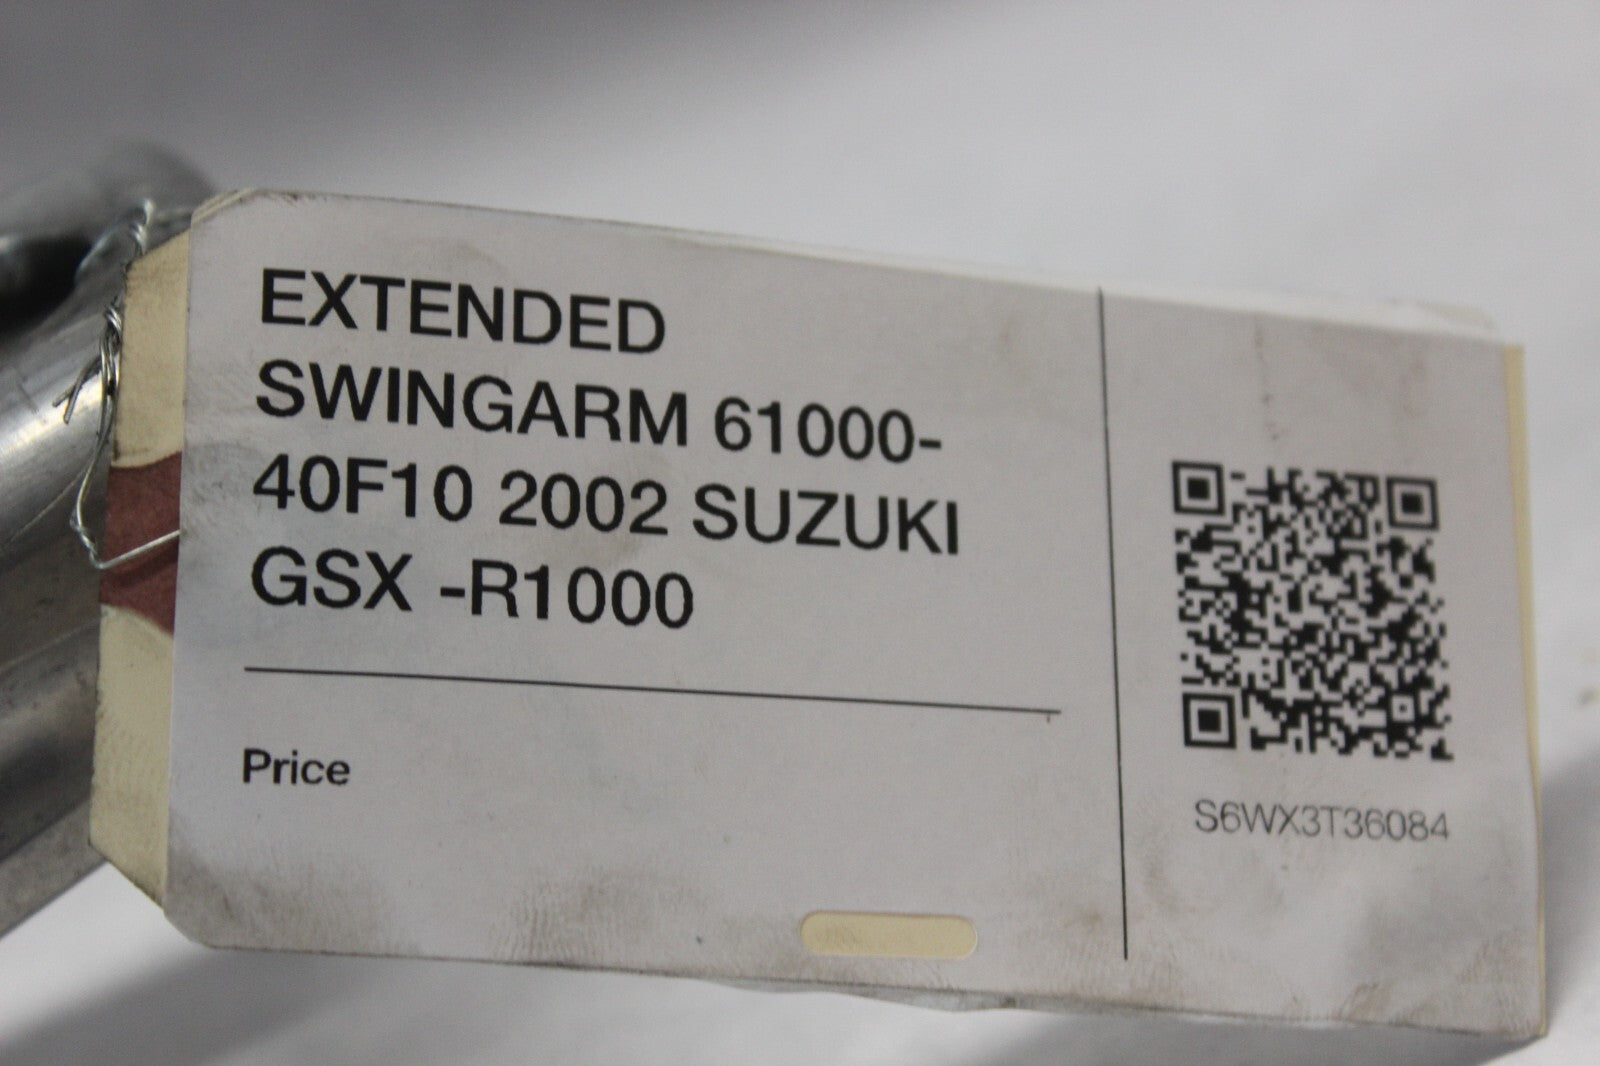 EXTENDED
SWINGARM 61000-
40F10 2002 SUZUKI
GSX -R1000
Price
S6WX3T36084